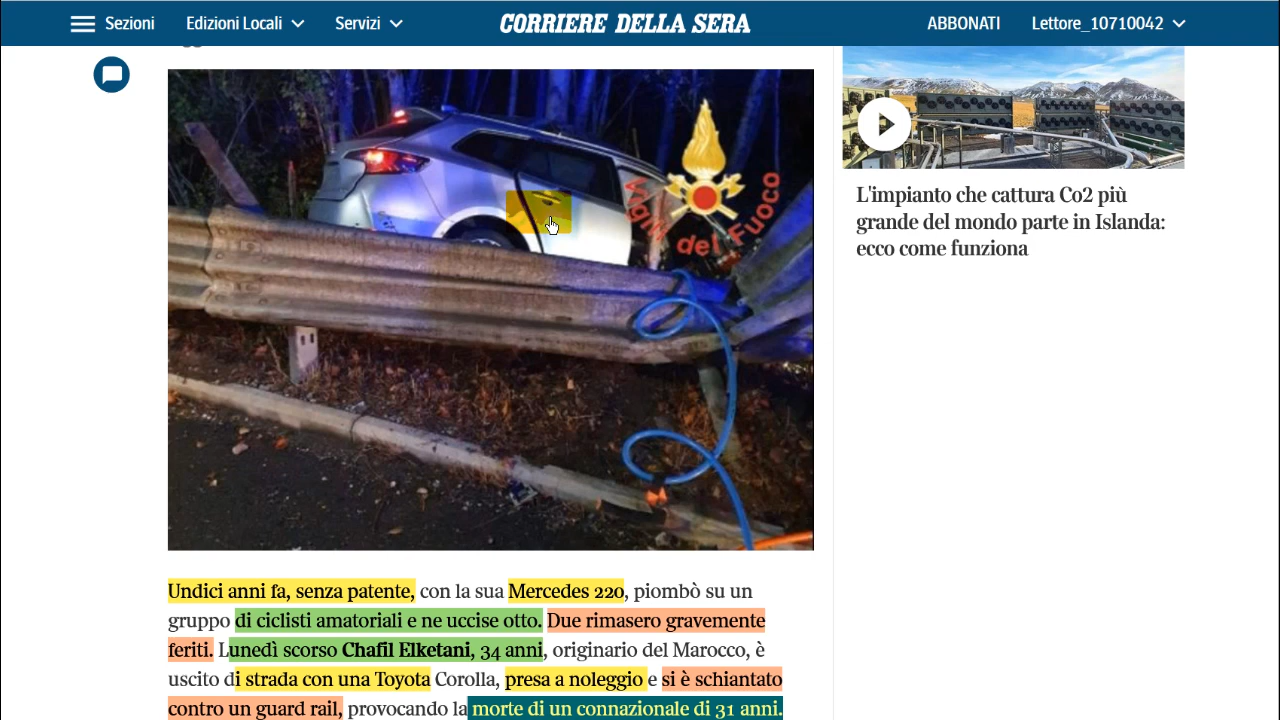 Sezioni
Edizioni Locali
Servizi
CORRIERE DELLA SERA
ABBONATI
Lettore_10710042
Vigili del Fuoco
L'impianto che cattura Co2 più
grande del mondo parte in Islanda:
ecco come funziona
Undici anni fa, senza patente, con la sua Mercedes 220, piombò su un
gruppo di ciclisti amatoriali e ne uccise otto. Due rimasero gravemente
feriti. Lunedì scorso Chafil Elketani, 34 anni, originario del Marocco, è
uscito di strada con una Toyota Corolla, presa a noleggio e si è schiantato
contro un guard rail, provocando la morte di un connazionale di 31 anni.